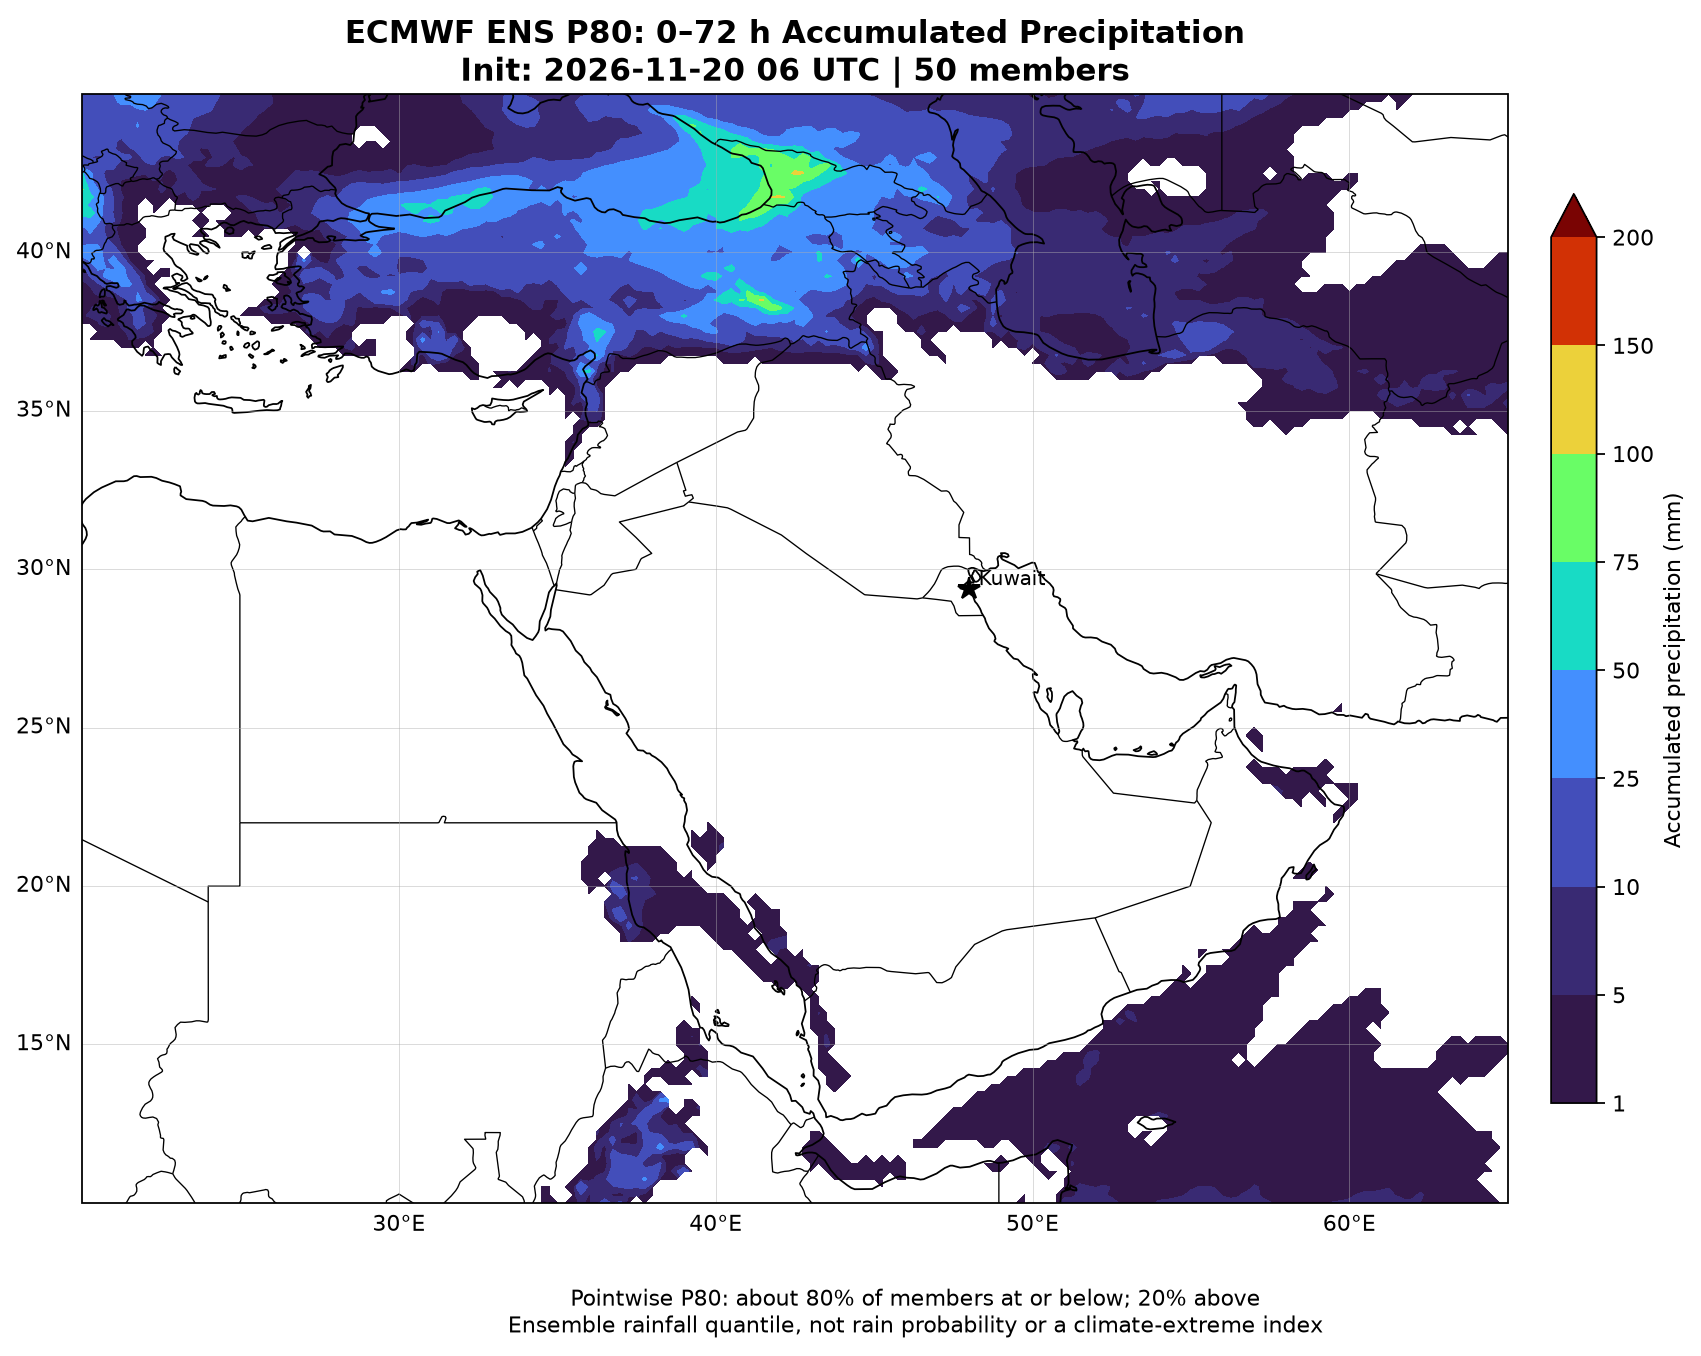 ECMWF ENS P80: 0–72 h Accumulated Precipitation
Init: 2026-11-20 06 UTC | 50 members
40°N
35°N
30°N
25°N
20°N
15°N
30°E
40°E
50°E
60°E
Kuwait
200
150
100
75
50
25
10
5
1
Accumulated precipitation (mm)
Pointwise P80: about 80% of members at or below; 20% above
Ensemble rainfall quantile, not rain probability or a climate-extreme index